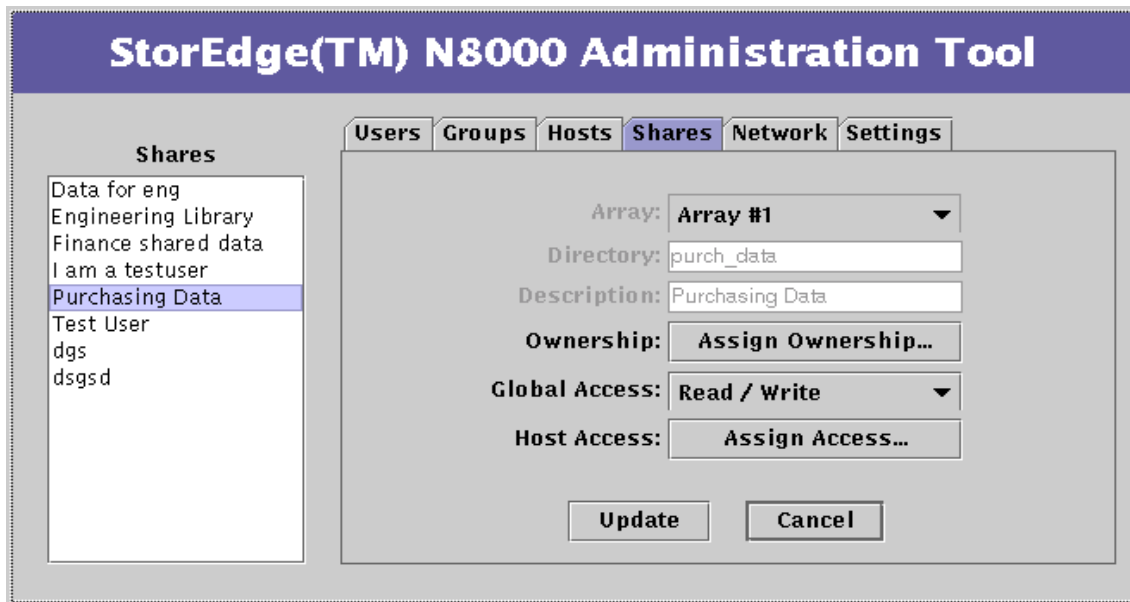 StorEdge(TM) N8000 Administration Tool
Users Groups Hosts Shares Network Settings
Shares
Data for eng
Engineering Library
Finance shared data
I am a testuser
Purchasing Data
Test User
dgs
dsgsd
Array: Array #1
Directory: purch_data
Description: Purchasing Data
Ownership: Assign Ownership...
Global Access: Read / Write
Host Access: Assign Access...
Update Cancel